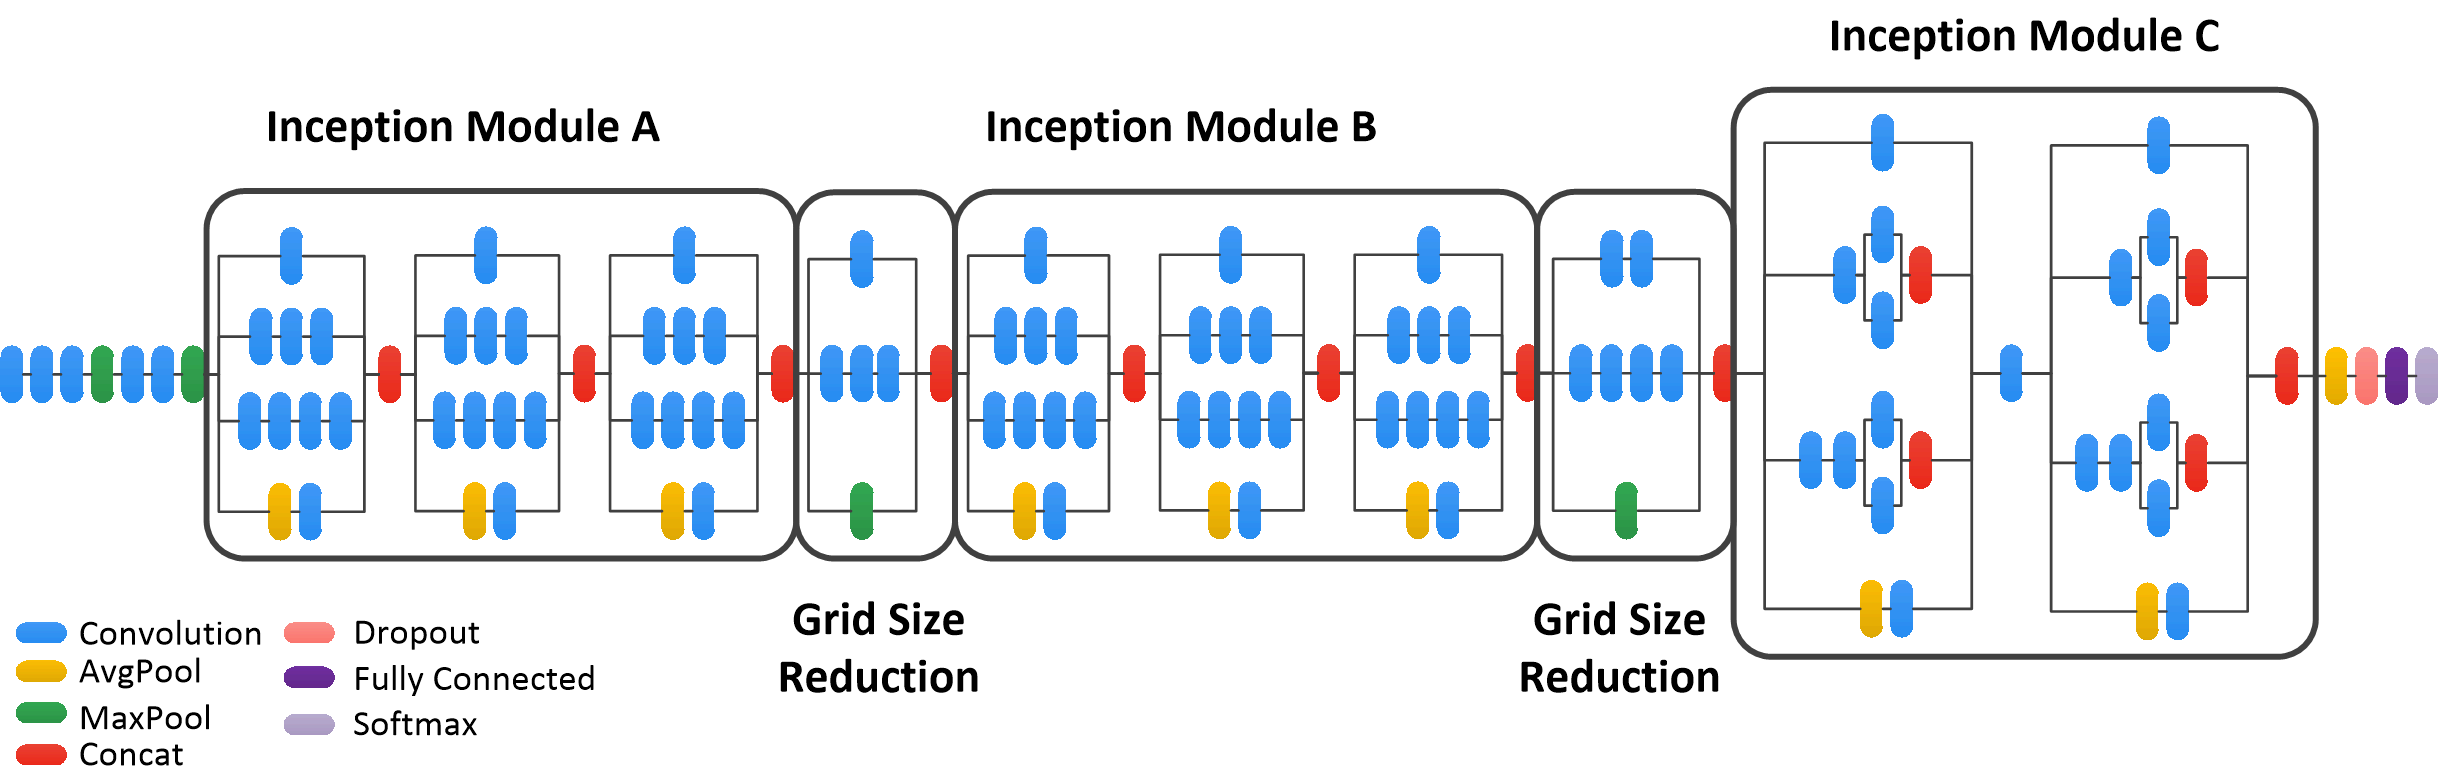 Inception Module C
Inception Module A
Inception Module B
Grid Size
Reduction
Grid Size
Reduction
Convolution
AvgPool
MaxPool
Concat
Dropout
Fully Connected
Softmax